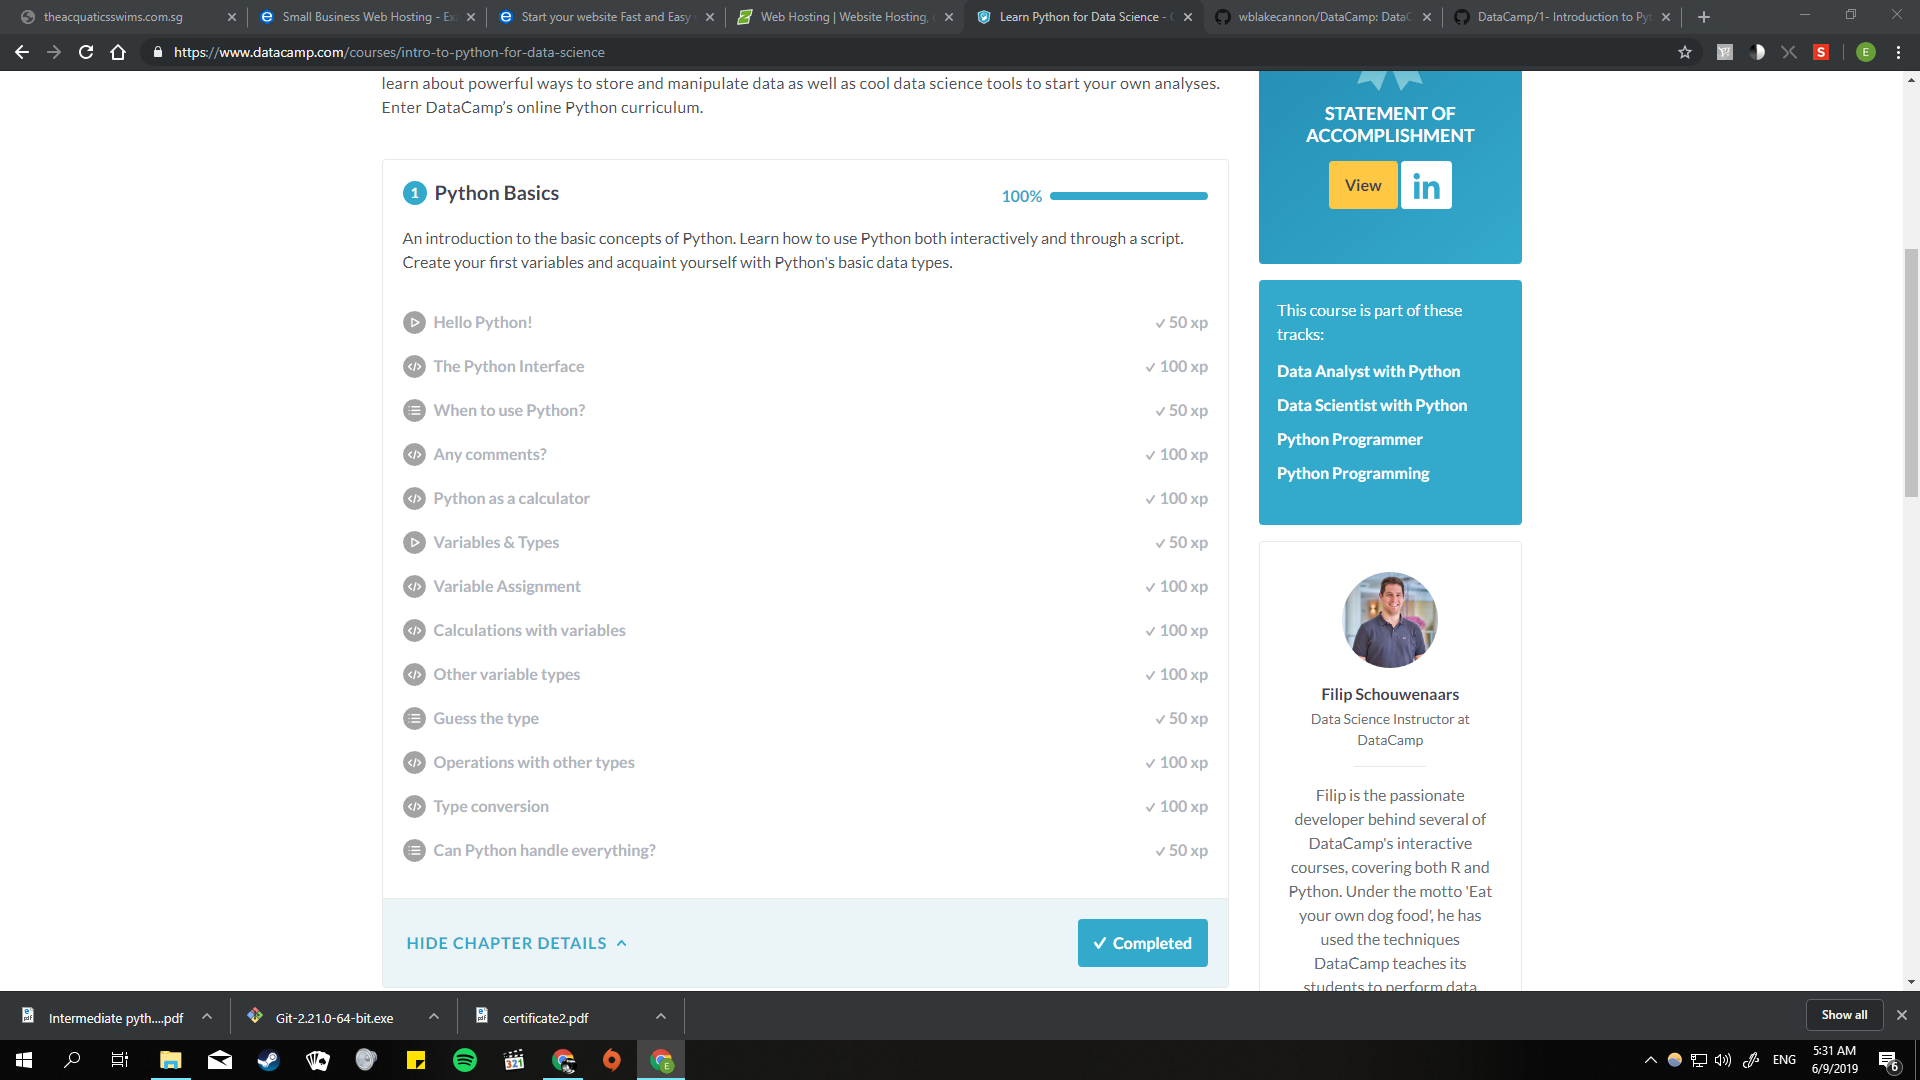 theacquaticsswims.com.sg
Small Business Web Hosting - Ex
Start your website Fast and Easy
Web Hosting | Website Hosting,
Learn Python for Data Science -
wblakecannon/DataCamp: DataC
DataCamp/1- Introduction to Pyt
https://www.datacamp.com/courses/intro-to-python-for-data-science
S
E
learn about powerful ways to store and manipulate data as well as cool data science tools to start your own analyses.
Enter DataCamp's online Python curriculum.
1 Python Basics
100%
An introduction to the basic concepts of Python. Learn how to use Python both interactively and through a script.
Create your first variables and acquaint yourself with Python's basic data types.
Hello Python! ✓ 50 xp
The Python Interface ✓ 100 xp
When to use Python? ✓ 50 xp
Any comments? ✓ 100 xp
Python as a calculator ✓ 100 xp
Variables & Types ✓ 50 xp
Variable Assignment ✓ 100 xp
Calculations with variables ✓ 100 xp
Other variable types ✓ 100 xp
Guess the type ✓ 50 xp
Operations with other types ✓ 100 xp
Type conversion ✓ 100 xp
Can Python handle everything? ✓ 50 xp
HIDE CHAPTER DETAILS
✓ Completed
STATEMENT OF
ACCOMPLISHMENT
View
in
This course is part of these
tracks:
Data Analyst with Python
Data Scientist with Python
Python Programmer
Python Programming
Filip Schouwenaars
Data Science Instructor at
DataCamp
Filip is the passionate
developer behind several of
DataCamp's interactive
courses, covering both R and
Python. Under the motto 'Eat
your own dog food', he has
used the techniques
DataCamp teaches its
students to perform data
Intermediate pyth....pdf
Git-2.21.0-64-bit.exe
certificate2.pdf
Show all
321
E
ENG
5:31 AM
6/9/2019
6